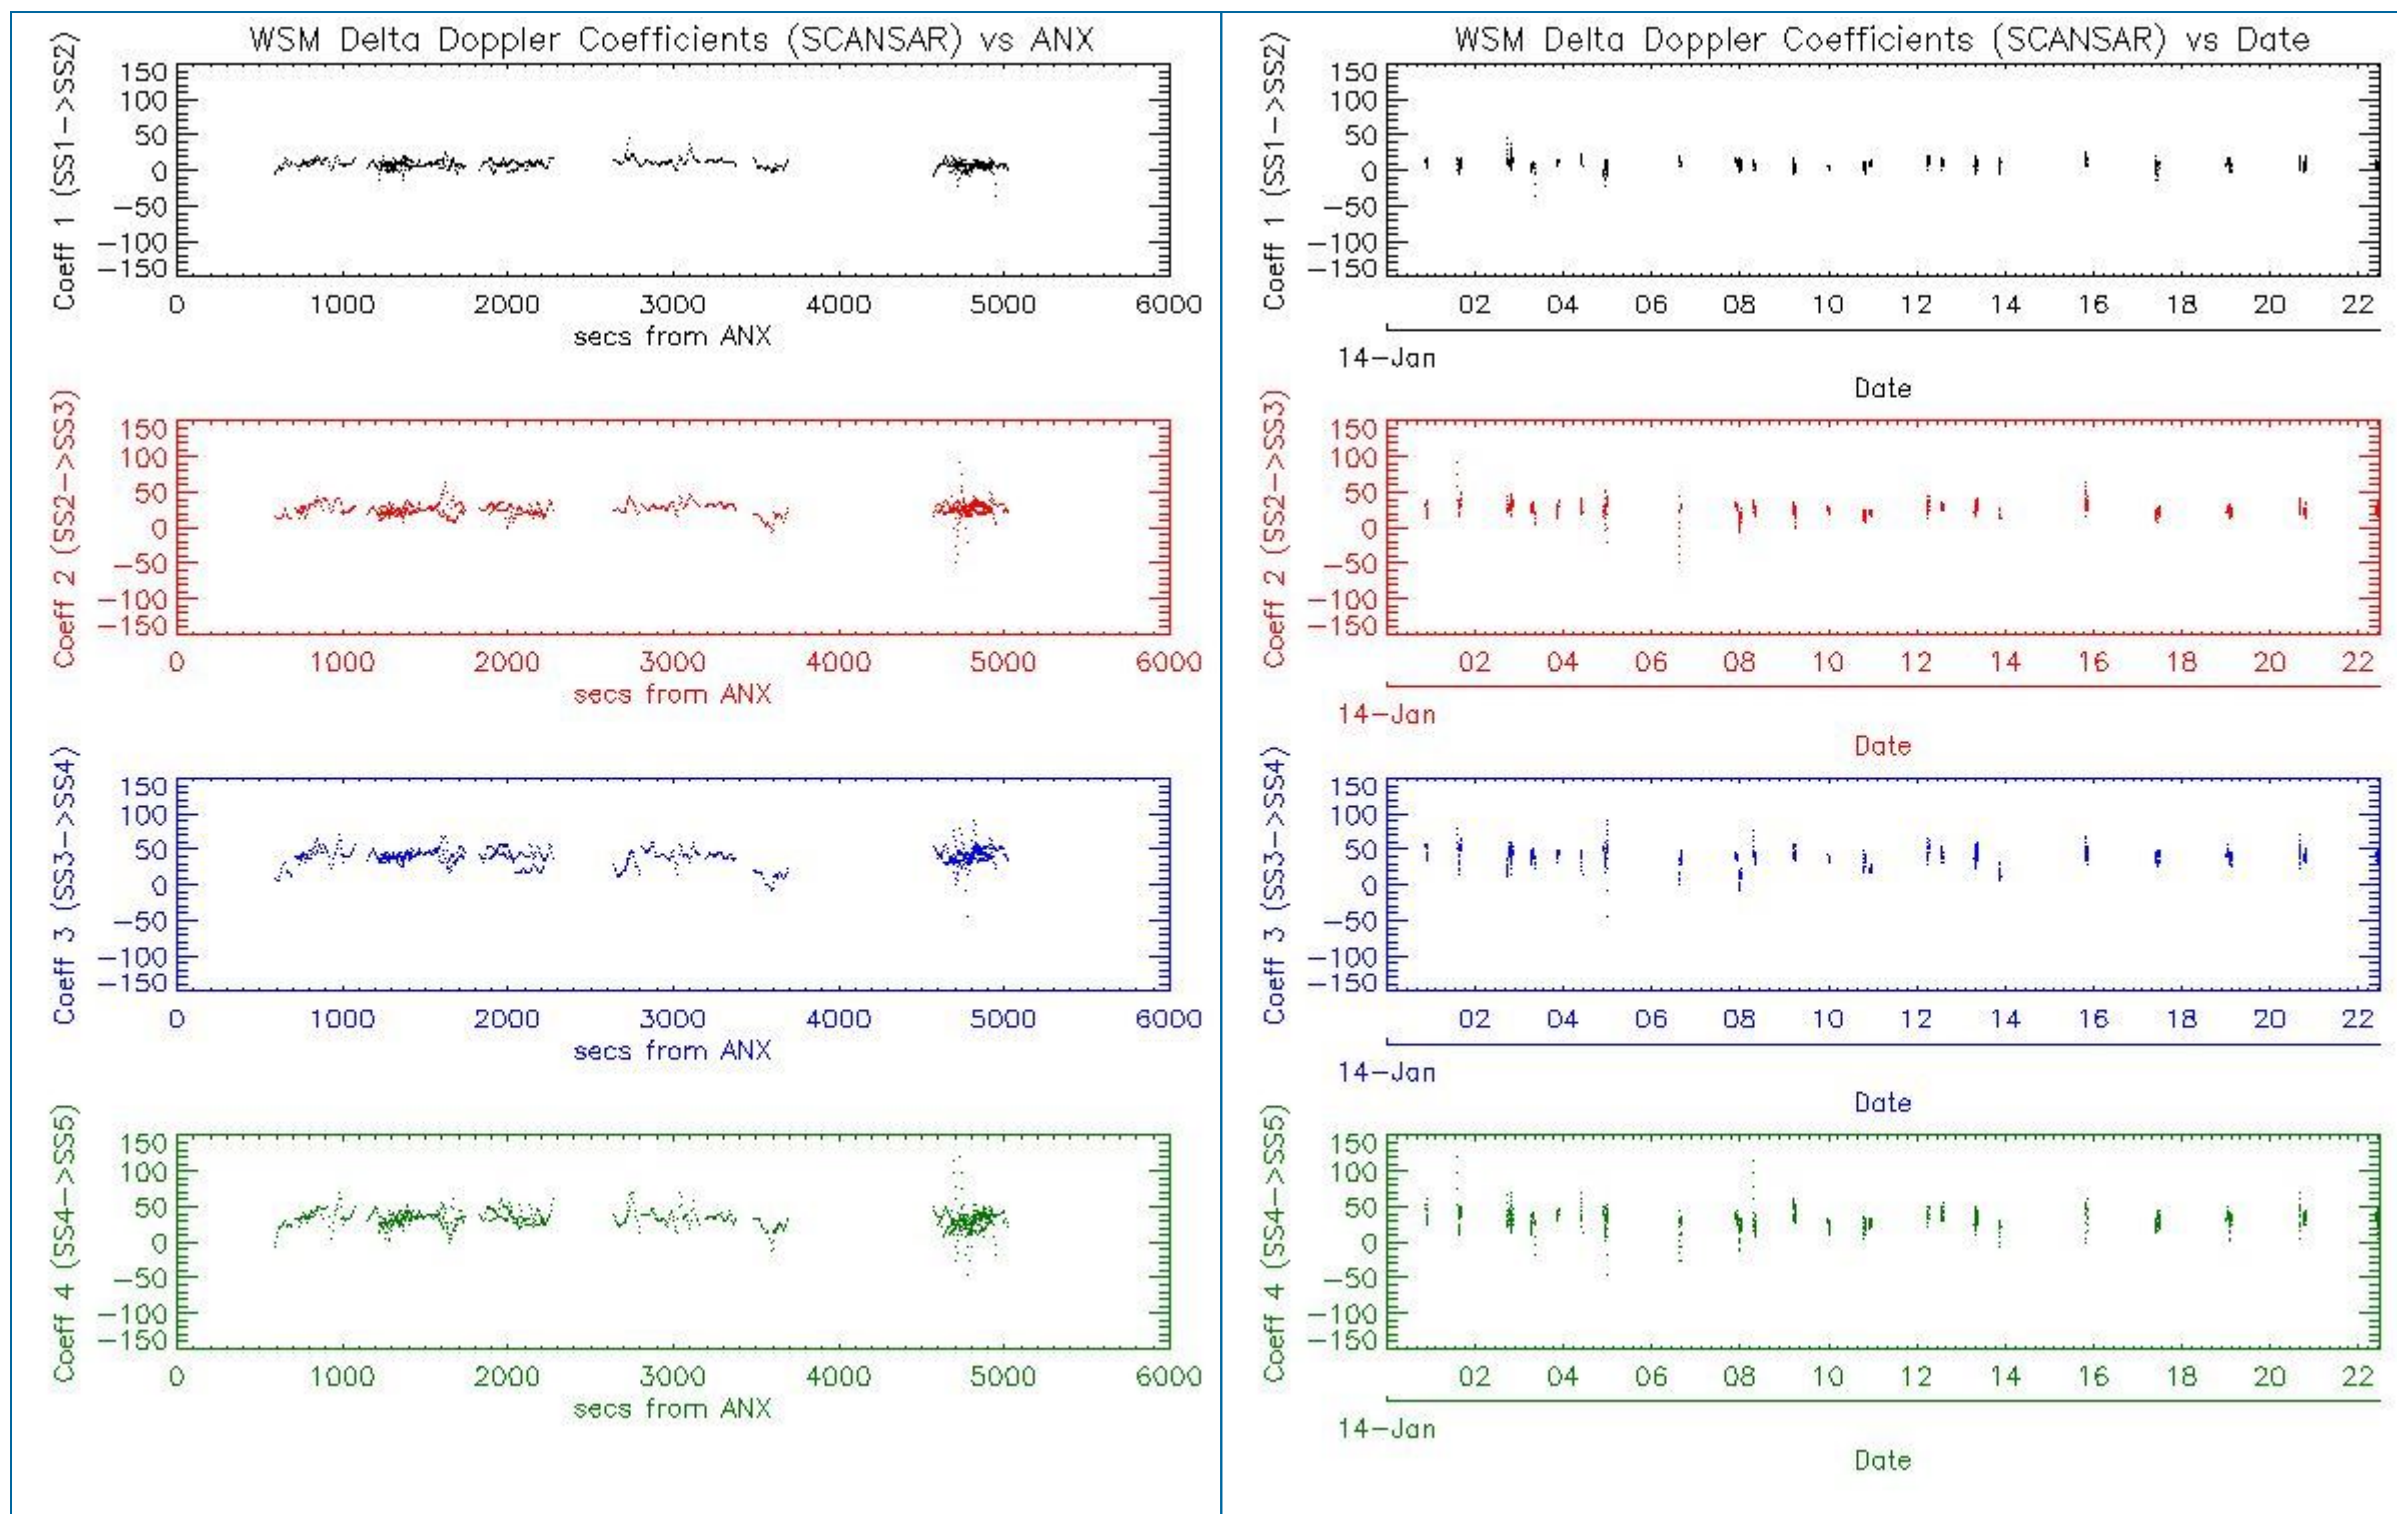 WSM Delta Doppler Coefficients (SCANSAR) vs ANX
Coeff 1 (SS1->SS2)
150
100
50
0
-50
-100
-150
0 1000 2000 3000 4000 5000 6000
secs from ANX
Coeff 2 (SS2->SS3)
150
100
50
0
-50
-100
-150
0 1000 2000 3000 4000 5000 6000
secs from ANX
Coeff 3 (SS3->SS4)
150
100
50
0
-50
-100
-150
0 1000 2000 3000 4000 5000 6000
secs from ANX
Coeff 4 (SS4->SS5)
150
100
50
0
-50
-100
-150
0 1000 2000 3000 4000 5000 6000
secs from ANX
WSM Delta Doppler Coefficients (SCANSAR) vs Date
Coeff 1 (SS1->SS2)
150
100
50
0
-50
-100
-150
02 04 06 08 10 12 14 16 18 20 22
14-Jan
Date
Coeff 2 (SS2->SS3)
150
100
50
0
-50
-100
-150
02 04 06 08 10 12 14 16 18 20 22
14-Jan
Date
Coeff 3 (SS3->SS4)
150
100
50
0
-50
-100
-150
02 04 06 08 10 12 14 16 18 20 22
14-Jan
Date
Coeff 4 (SS4->SS5)
150
100
50
0
-50
-100
-150
02 04 06 08 10 12 14 16 18 20 22
14-Jan
Date